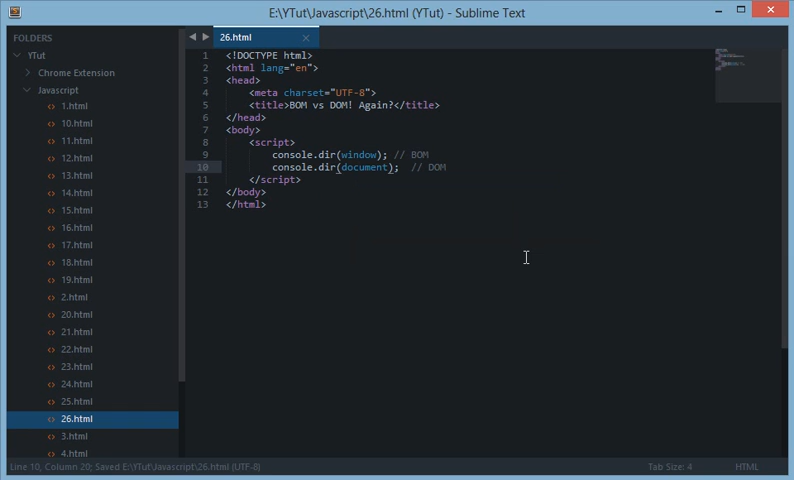 E:\YTut\Javascript\26.html (YTut) - Sublime Text
FOLDERS
YTut
Chrome Extension
Javascript
<> 1.html
<> 10.html
<> 11.html
<> 12.html
<> 13.html
<> 14.html
<> 15.html
<> 16.html
<> 17.html
<> 18.html
<> 19.html
<> 2.html
<> 20.html
<> 21.html
<> 22.html
<> 23.html
<> 24.html
<> 25.html
<> 26.html
<> 3.html
<> 4.html
26.html
1 <!DOCTYPE html>
2 <html lang="en">
3 <head>
4 <meta charset="UTF-8">
5 <title>BOM vs DOM! Again?</title>
6 </head>
7 <body>
8 <script>
9 console.dir(window); // BOM
10 console.dir(document); // DOM
11 </script>
12 </body>
13 </html>
Line 10, Column 20; Saved E:\YTut\Javascript\26.html (UTF-8)
Tab Size: 4
HTML